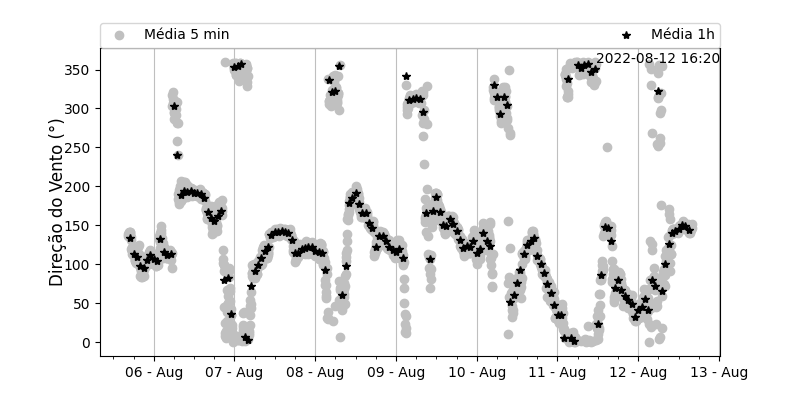 Média 5 min
Média 1h
2022-08-12 16:20
Direção do Vento (°)
350
300
250
200
150
100
50
0
06 - Aug
07 - Aug
08 - Aug
09 - Aug
10 - Aug
11 - Aug
12 - Aug
13 - Aug